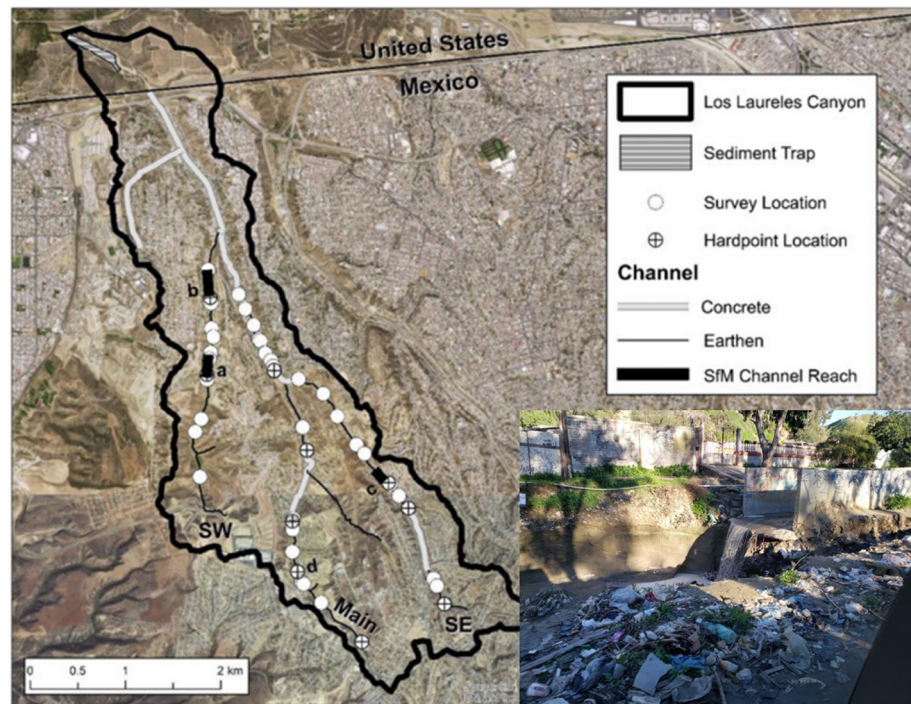 United States
Mexico
Los Laureles Canyon
Sediment Trap
Survey Location
Hardpoint Location
Channel
Concrete
Earthen
SfM Channel Reach
b
a
c
SW
d
Main
SE
0 0.5 1 2 km